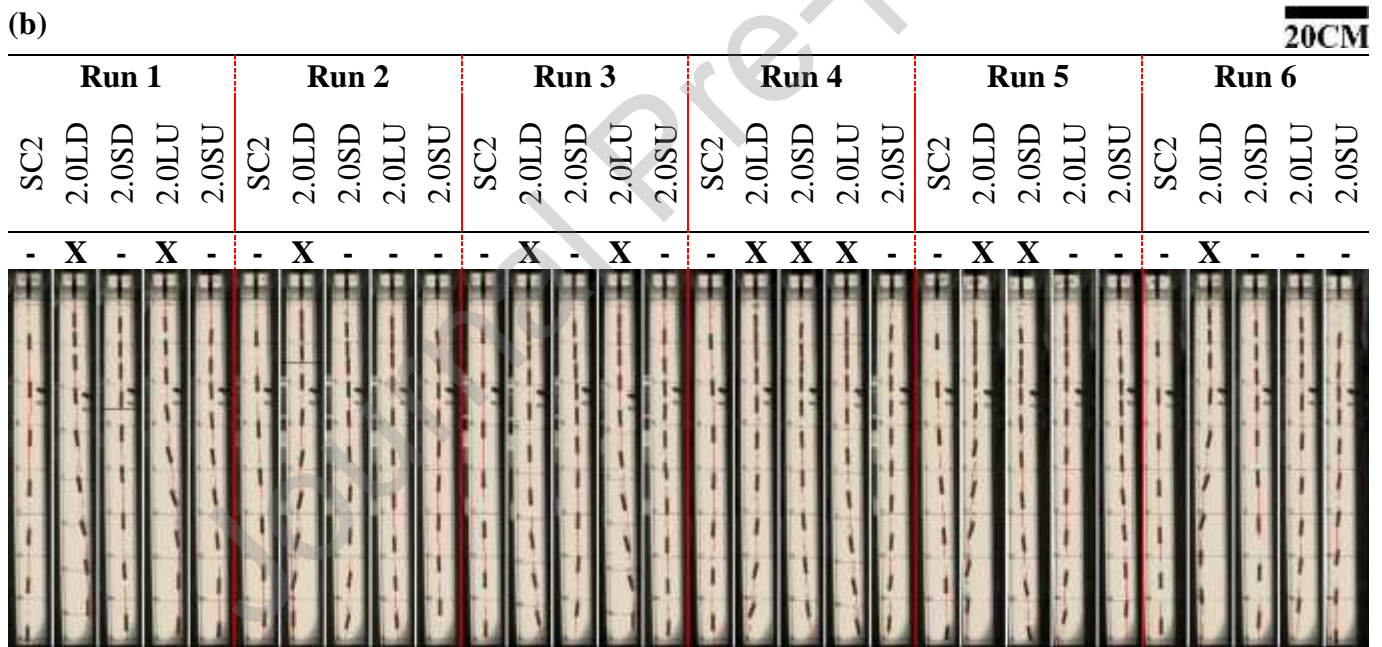 (b)
20CM
Run 1 Run 2 Run 3 Run 4 Run 5 Run 6
SC2 2.0LD 2.0SD 2.0LU 2.0SU SC2 2.0LD 2.0SD 2.0LU 2.0SU SC2 2.0LD 2.0SD 2.0LU 2.0SU SC2 2.0LD 2.0SD 2.0LU 2.0SU SC2 2.0LD 2.0SD 2.0LU 2.0SU SC2 2.0LD 2.0SD 2.0LU 2.0SU
- X - X - - X - - - - X - X - - X X X - - X X - - - X - - -
Journal Pre-